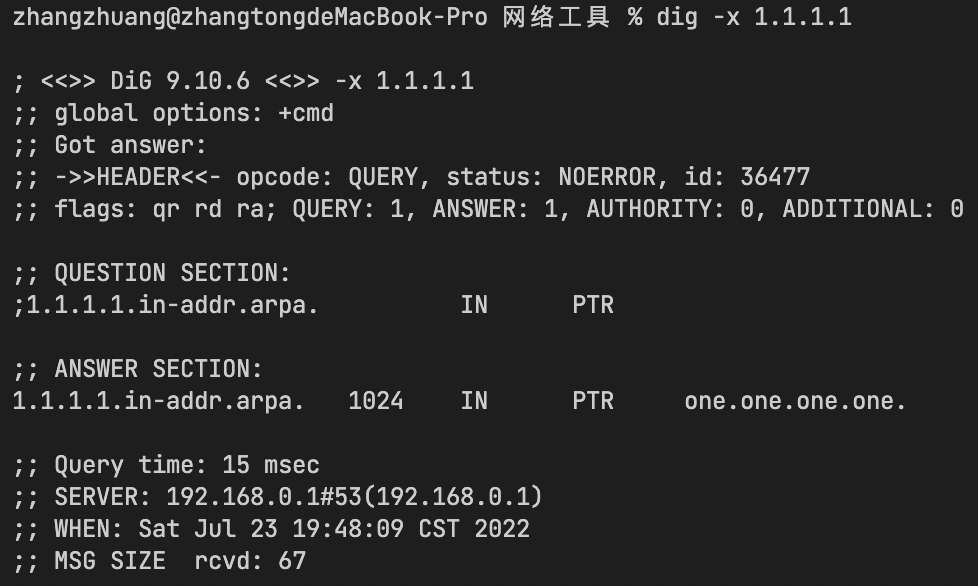 zhangzhuang@zhangtongdeMacBook-Pro 网络工具 % dig -x 1.1.1.1
; <<>> DiG 9.10.6 <<>> -x 1.1.1.1
;; global options: +cmd
;; Got answer:
;; ->>HEADER<<- opcode: QUERY, status: NOERROR, id: 36477
;; flags: qr rd ra; QUERY: 1, ANSWER: 1, AUTHORITY: 0, ADDITIONAL: 0
;; QUESTION SECTION:
;1.1.1.1.in-addr.arpa. IN PTR
;; ANSWER SECTION:
1.1.1.1.in-addr.arpa. 1024 IN PTR one.one.one.one.
;; Query time: 15 msec
;; SERVER: 192.168.0.1#53(192.168.0.1)
;; WHEN: Sat Jul 23 19:48:09 CST 2022
;; MSG SIZE  rcvd: 67